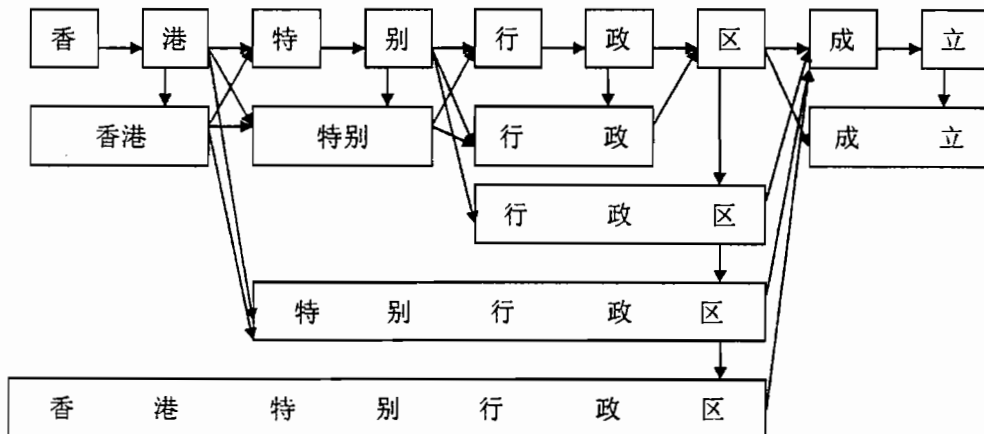 香 港 特 别 行 政 区 成 立
香港 特别 行 政 成 立
行 政 区
特 别 行 政 区
香 港 特 别 行 政 区